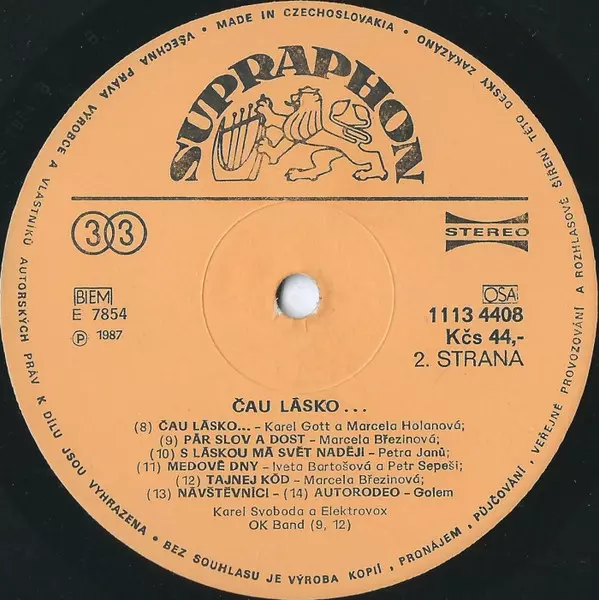 VŠECHNA PRÁVA VÝROBCE A VLASTNÍKŮ AUTORSKÝCH PRÁV K DÍLU JSOU VYHRAZENA • BEZ SOUHLASU JE VÝROBA KOPIÍ, PRONÁJEM, PŮJČOVÁNÍ, VEŘEJNÉ PROVOZOVÁNÍ A ROZHLASOVÉ ŠÍŘENÍ TÉTO DESKY ZAKÁZÁNO • MADE IN CZECHOSLOVAKIA •
SUPRAPHON
33
STEREO
BIEM
E 7854
Ⓟ 1987
OSA
1113 4408
Kčs 44,-
2. STRANA
ČAU LÁSKO...
(8) ČAU LÁSKO... – Karel Gott a Marcela Holanová;
(9) PÁR SLOV A DOST – Marcela Březinová;
(10) S LÁSKOU MÁ SVĚT NADĚJI – Petra Janů;
(11) MEDOVÉ DNY – Iveta Bartošová a Petr Sepeši;
(12) TAJNEJ KÓD – Marcela Březinová;
(13) NÁVŠTĚVNÍCI – (14) AUTORODEO – Golem
Karel Svoboda a Elektrovox
OK Band (9, 12)